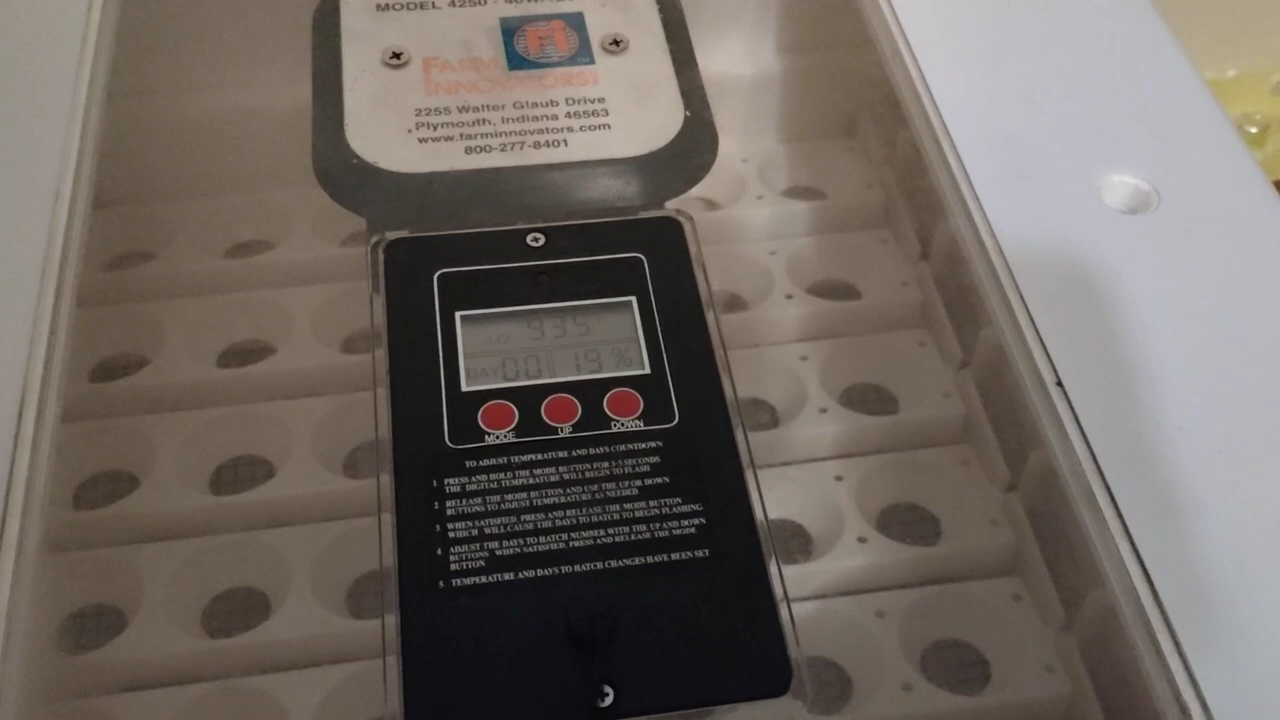 MODEL 4250 - 40 WATTS
FI
TM
FARM
INNOVATORS
2255 Walter Glaub Drive
Plymouth, Indiana 46563
www.farminnovators.com
800-277-8401
LO 93.5°F
DAY 00 19 %
MODE UP DOWN
TO ADJUST TEMPERATURE AND DAYS COUNTDOWN
1. PRESS AND HOLD THE MODE BUTTON FOR 3-5 SECONDS.
THE DIGITAL TEMPERATURE WILL BEGIN TO FLASH
2. RELEASE THE MODE BUTTON AND USE THE UP OR DOWN
BUTTONS TO ADJUST TEMPERATURE AS NEEDED
3. WHEN SATISFIED, PRESS AND RELEASE THE MODE BUTTON
WHICH WILL CAUSE THE DAYS TO HATCH TO BEGIN FLASHING
4. ADJUST THE DAYS TO HATCH NUMBER WITH THE UP AND DOWN
BUTTONS WHEN SATISFIED, PRESS AND RELEASE THE MODE
BUTTON
5. TEMPERATURE AND DAYS TO HATCH CHANGES HAVE BEEN SET